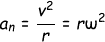 aₙ = v²/r = rω²